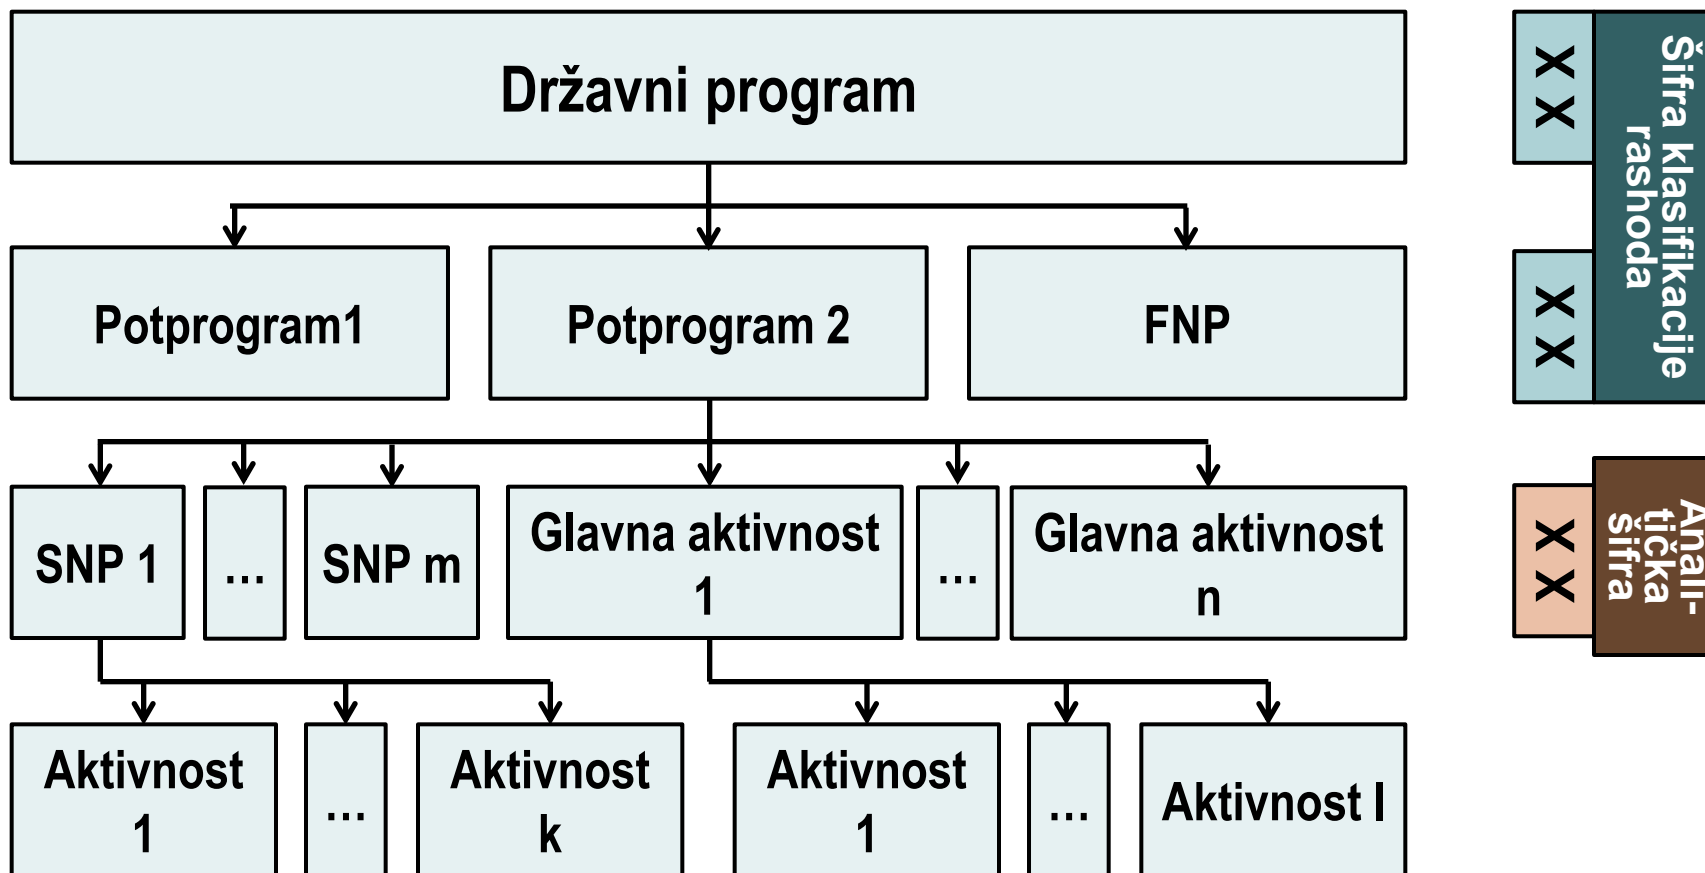 Državni program
Potprogram1
Potprogram 2
FNP
SNP 1
...
SNP m
Glavna aktivnost
1
...
Glavna aktivnost
n
Aktivnost
1
...
Aktivnost
k
Aktivnost
1
...
Aktivnost l
X X
Šifra klasifikacije
rashoda
X X
X X
Anali-
tička
šifra